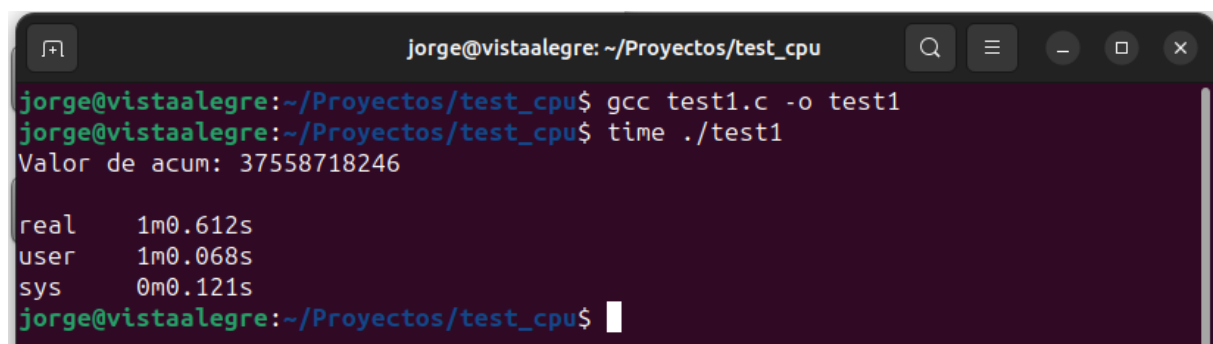 jorge@vistaalegre: ~/Proyectos/test_cpu
jorge@vistaalegre:~/Proyectos/test_cpu$ gcc test1.c -o test1
jorge@vistaalegre:~/Proyectos/test_cpu$ time ./test1
Valor de acum: 37558718246
real 1m0.612s
user 1m0.068s
sys 0m0.121s
jorge@vistaalegre:~/Proyectos/test_cpu$